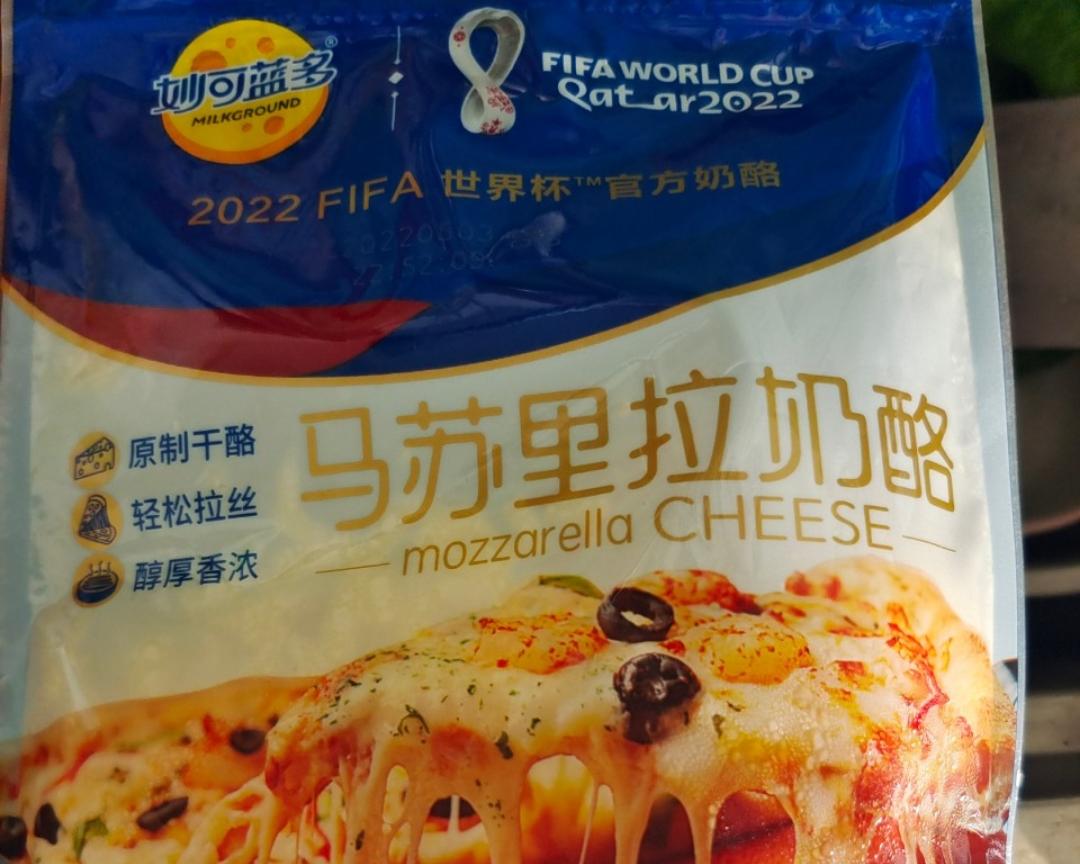 妙可蓝多®
MILKGROUND
FIFA WORLD CUP
Qatar2022
2022 FIFA 世界杯™官方奶酪
原制干酪
轻松拉丝
醇厚香浓
马苏里拉奶酪
mozzarella CHEESE